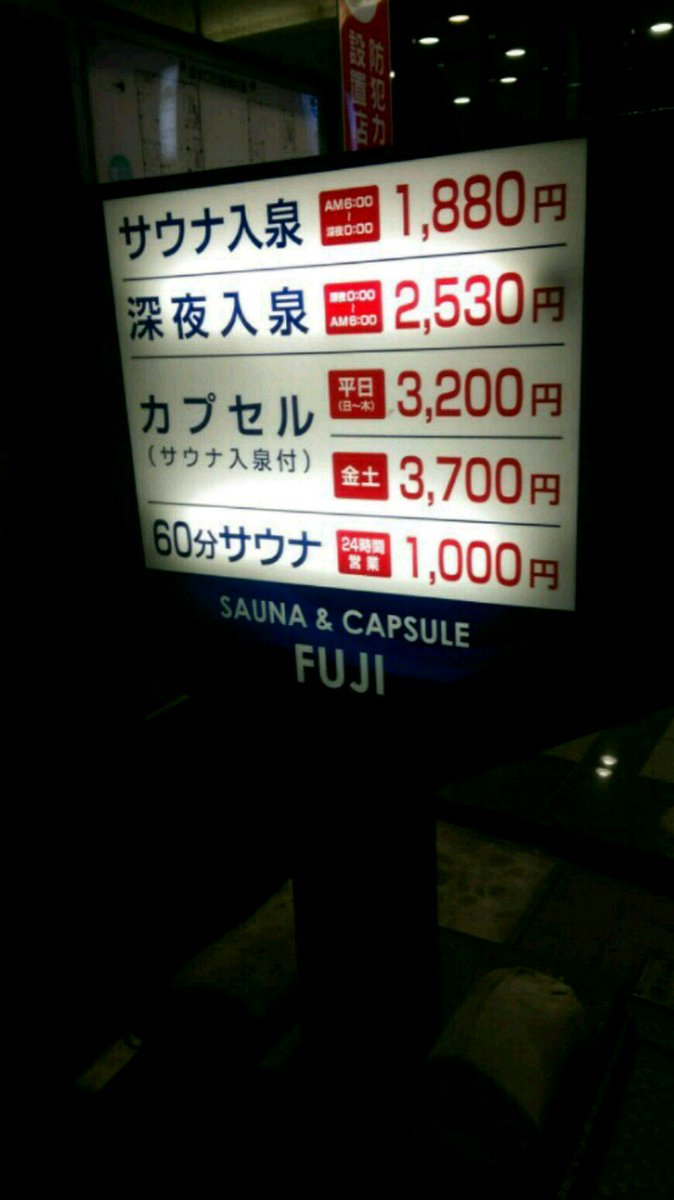 防犯カ
設置店
サウナ入泉 AM6:00〜深夜0:00 1,880円
深夜入泉 深夜0:00〜AM6:00 2,530円
カプセル 平日(日〜木) 3,200円
(サウナ入泉付) 金土 3,700円
60分サウナ 24時間営業 1,000円
SAUNA & CAPSULE
FUJI